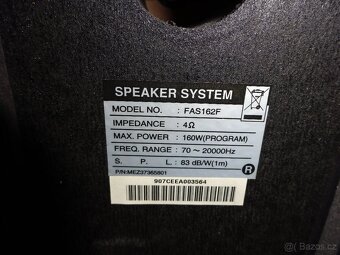 SPEAKER SYSTEM
MODEL NO. : FAS162F
IMPEDANCE : 4Ω
MAX. POWER : 160W(PROGRAM)
FREQ. RANGE : 70 ~ 20000Hz
S. P. L. : 83 dB/W(1m)
P/N:MEZ37365801
R
907CEEA003564
Bazos.cz